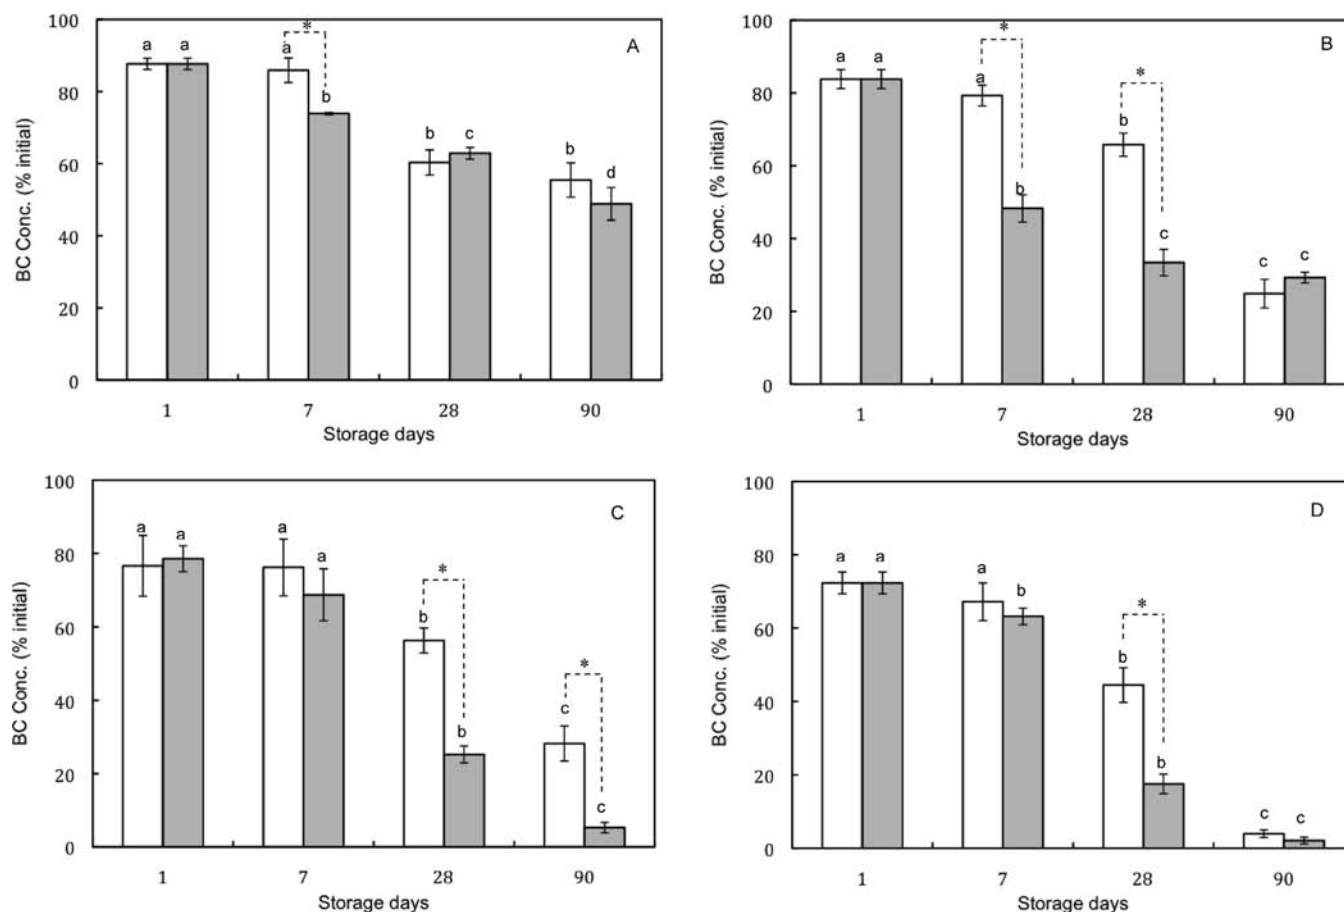 A
BC Conc. (% initial)
100
80
60
40
20
0
a a a * b b c b d
1 7 28 90
Storage days
B
BC Conc. (% initial)
100
80
60
40
20
0
a a a * b b * c c c
1 7 28 90
Storage days
C
BC Conc. (% initial)
100
80
60
40
20
0
a a a a b * b c * c
1 7 28 90
Storage days
D
BC Conc. (% initial)
100
80
60
40
20
0
a a a b b * b c c
1 7 28 90
Storage days